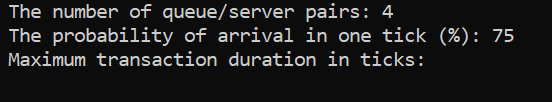 The number of queue/server pairs: 4
The probability of arrival in one tick (%): 75
Maximum transaction duration in ticks: